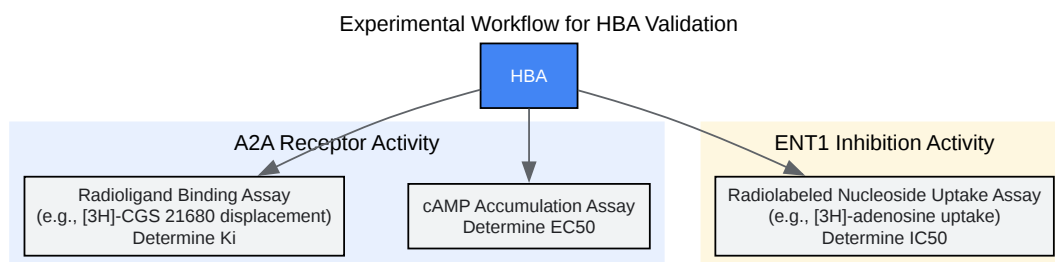 Experimental Workflow for HBA Validation
HBA
A2A Receptor Activity
ENT1 Inhibition Activity
Radioligand Binding Assay
(e.g., [3H]-CGS 21680 displacement)
Determine Ki
cAMP Accumulation Assay
Determine EC50
Radiolabeled Nucleoside Uptake Assay
(e.g., [3H]-adenosine uptake)
Determine IC50